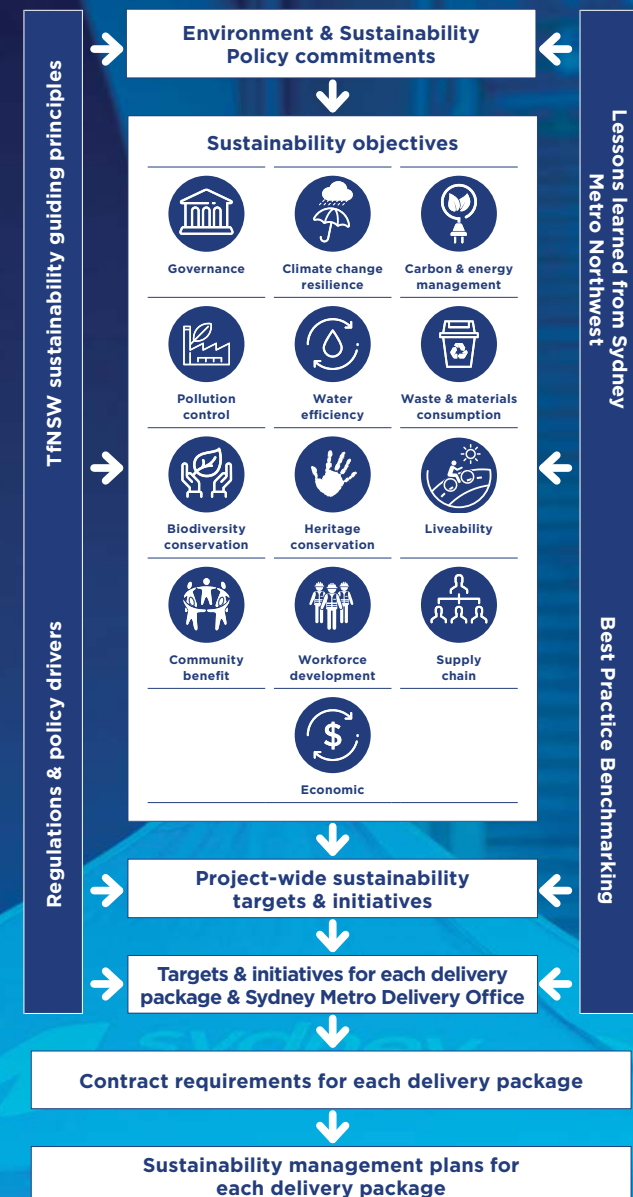 Environment & Sustainability
Policy commitments
TfNSW sustainability guiding principles
Regulations & policy drivers
Lessons learned from Sydney
Metro Northwest
Best Practice Benchmarking
Sustainability objectives
Governance
Climate change
resilience
Carbon & energy
management
Pollution
control
Water
efficiency
Waste & materials
consumption
Biodiversity
conservation
Heritage
conservation
Liveability
Community
benefit
Workforce
development
Supply
chain
$
Economic
Project-wide sustainability
targets & initiatives
Targets & initiatives for each delivery
package & Sydney Metro Delivery Office
sydney
Contract requirements for each delivery package
Sustainability management plans for
each delivery package